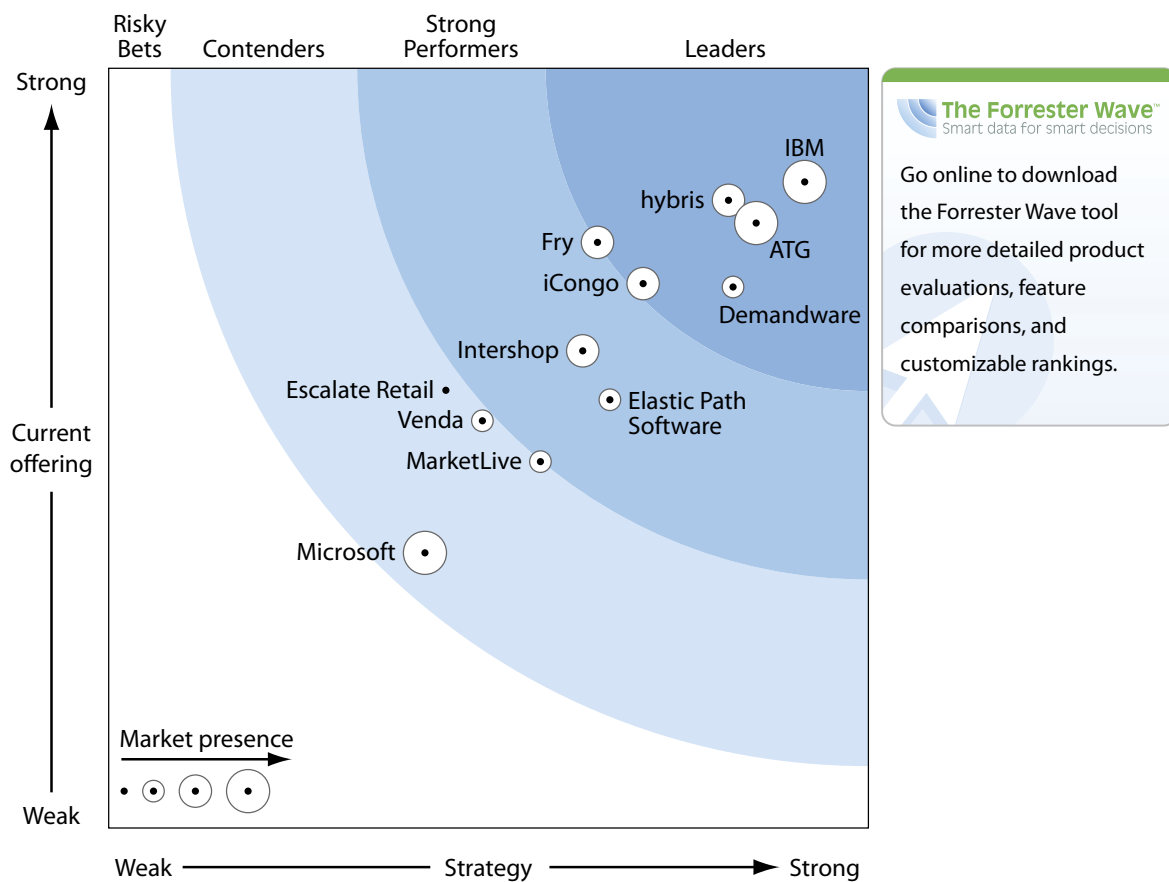 Risky
Bets
Contenders
Strong
Performers
Leaders
Strong
The Forrester Wave™
Smart data for smart decisions
Go online to download
the Forrester Wave tool
for more detailed product
evaluations, feature
comparisons, and
customizable rankings.
IBM
hybris
ATG
Fry
iCongo
Demandware
Intershop
Escalate Retail
Elastic Path
Software
Venda
Current
offering
MarketLive
Microsoft
Market presence
Weak
Weak
Strategy
Strong